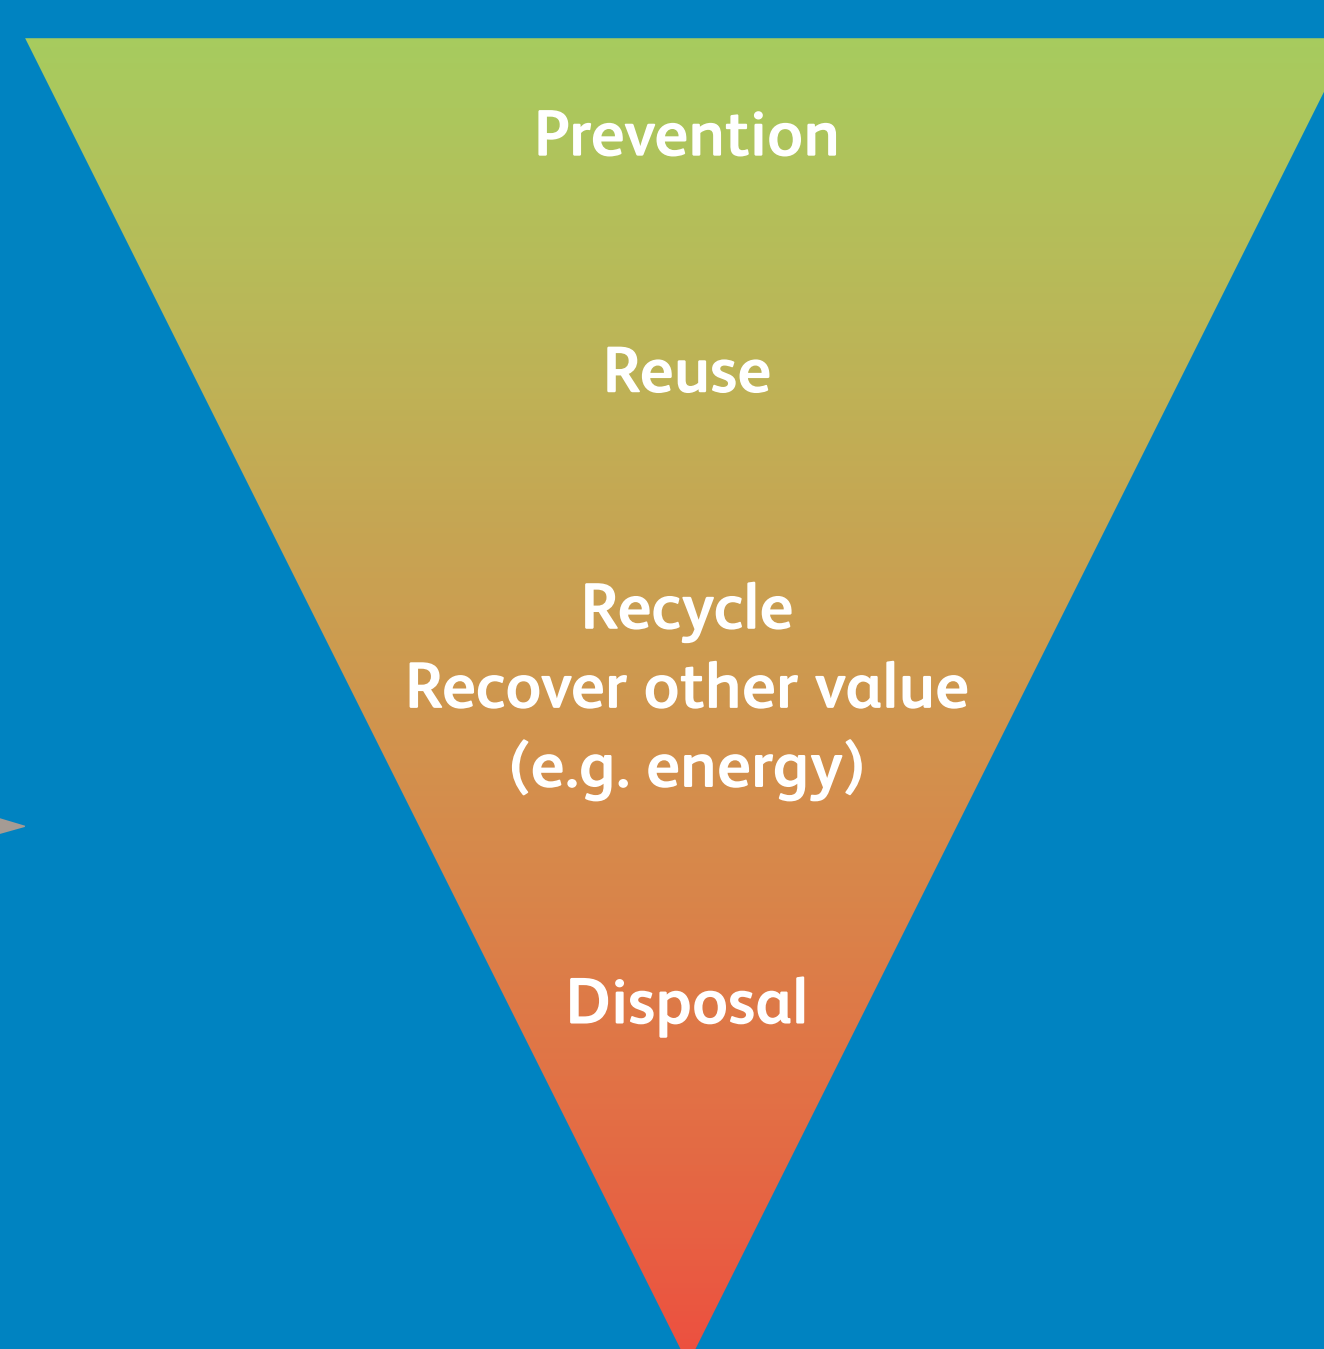 Prevention
Reuse
Recycle
Recover other value
(e.g. energy)
Disposal